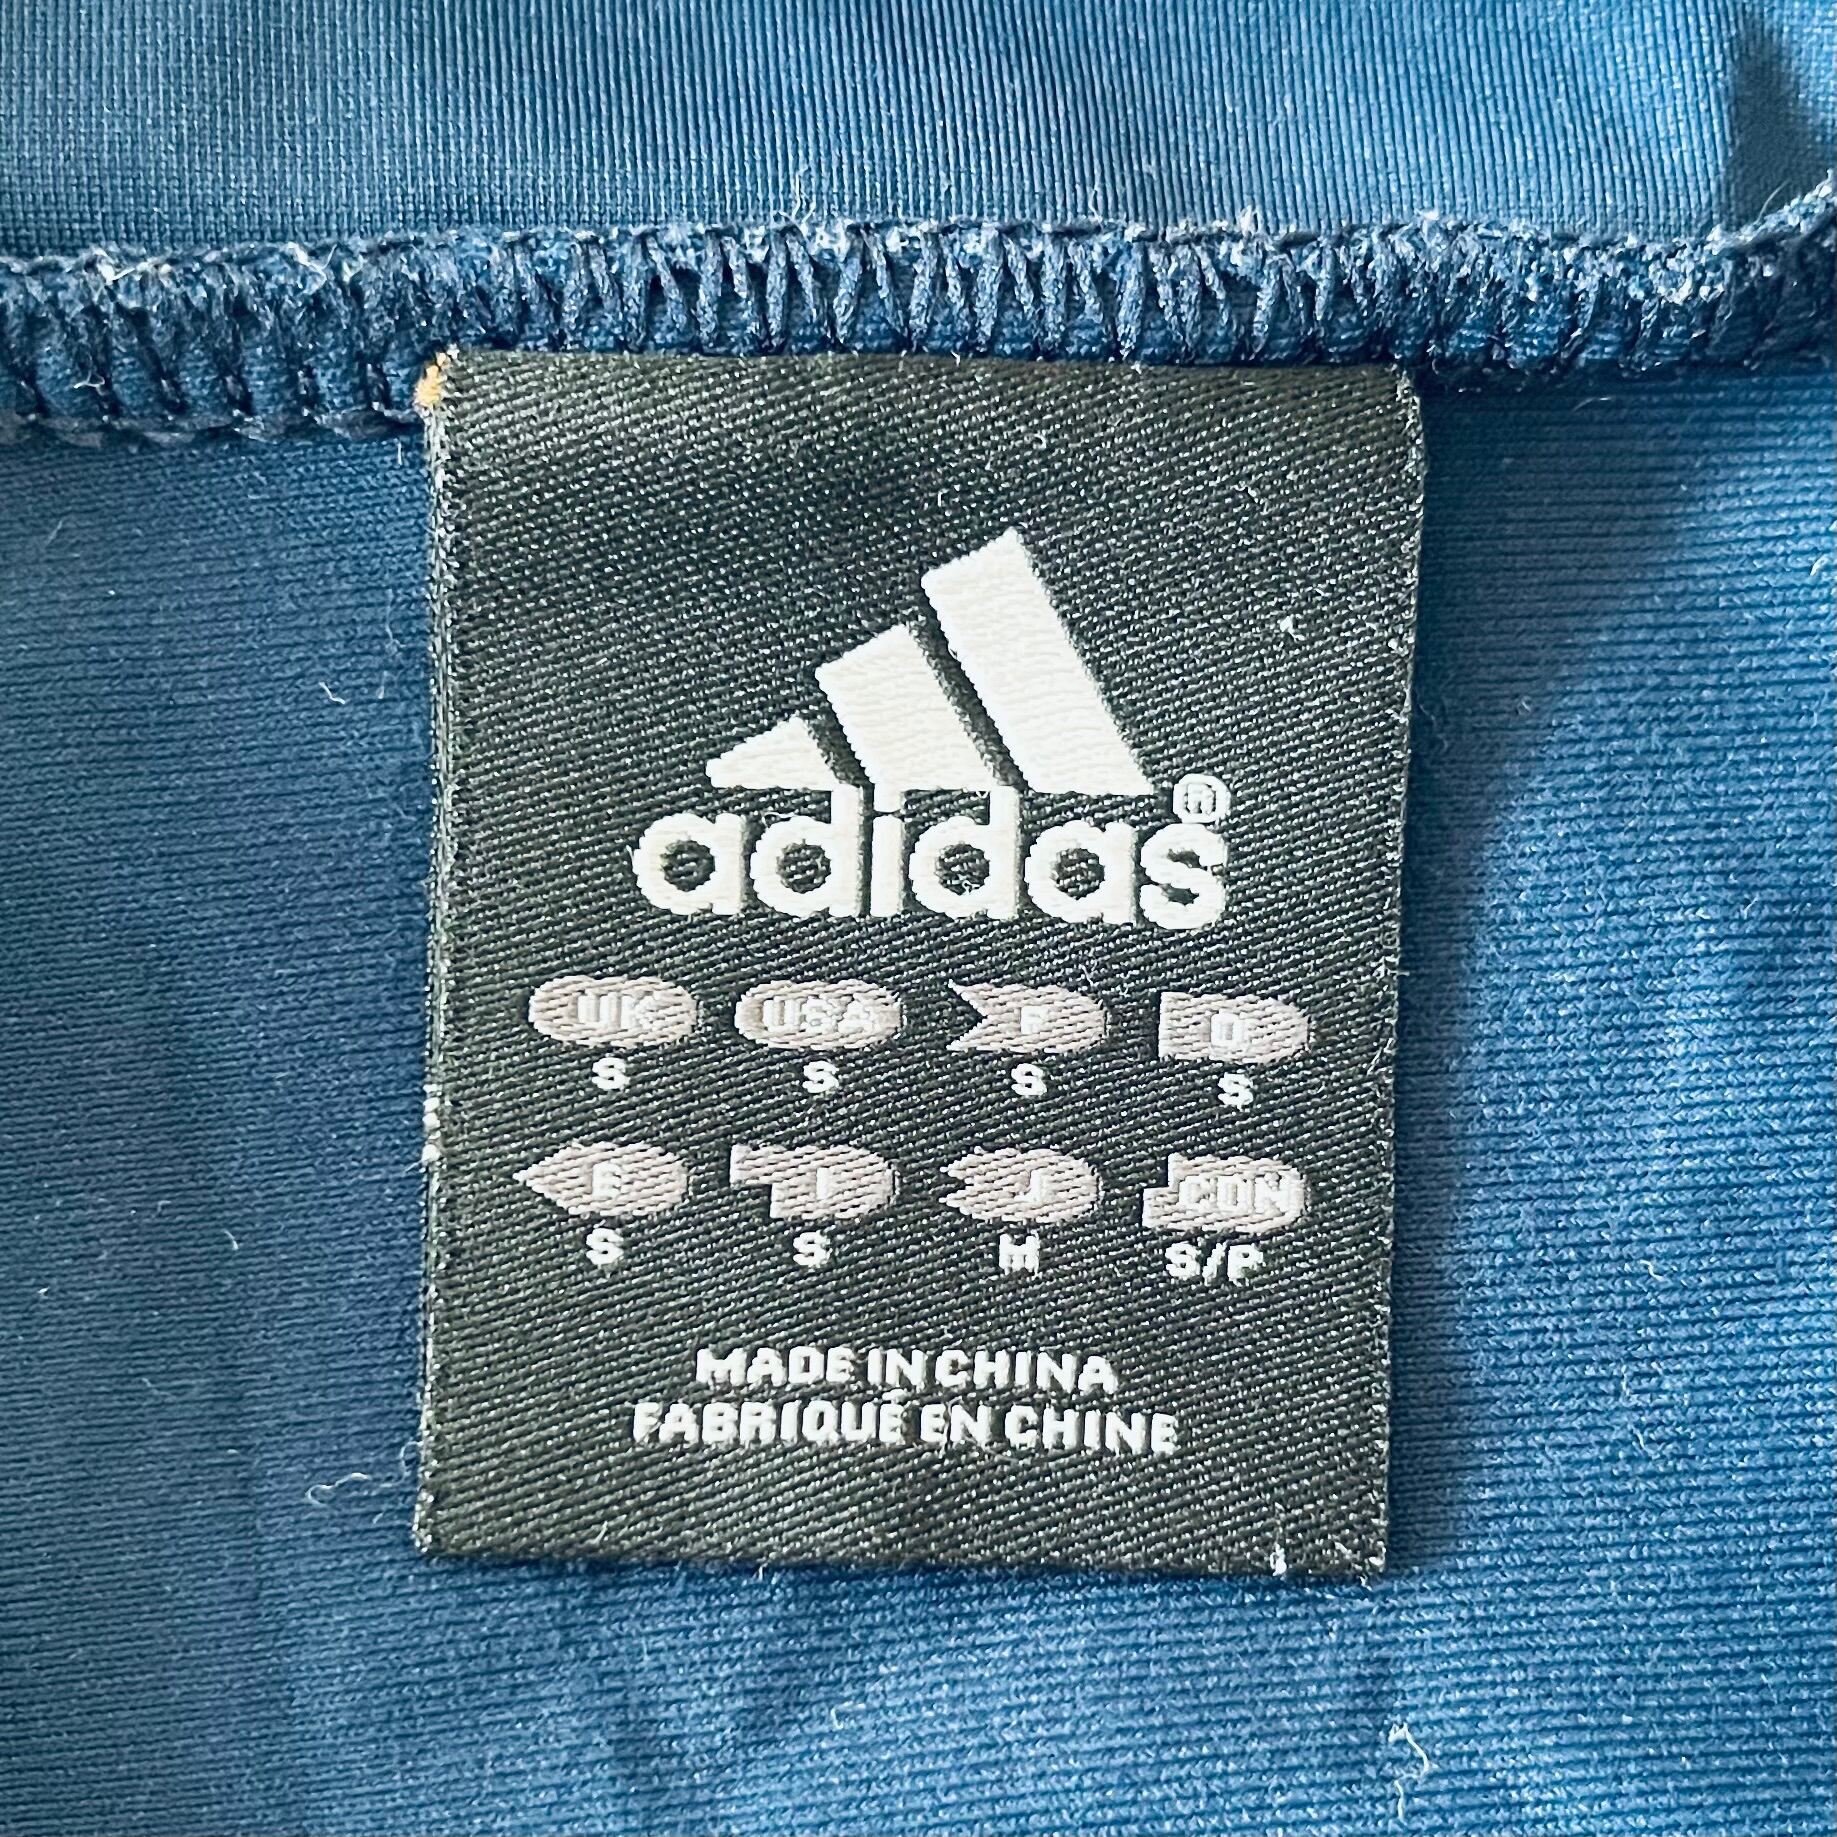 adidas®
UK USA F D
S S S S
E I J CDN
S S M S/P
MADE IN CHINA
FABRIQUÉ EN CHINE